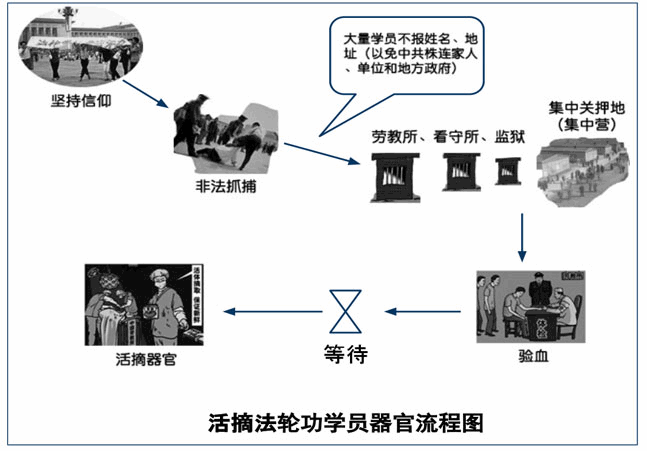 坚持信仰
大量学员不报姓名、地
址（以免中共株连家人
、单位和地方政府）
非法抓捕
劳教所、看守所、监狱
集中关押地
（集中营）
活体摘取 保证新鲜
活摘器官
等待
验血
活摘法轮功学员器官流程图